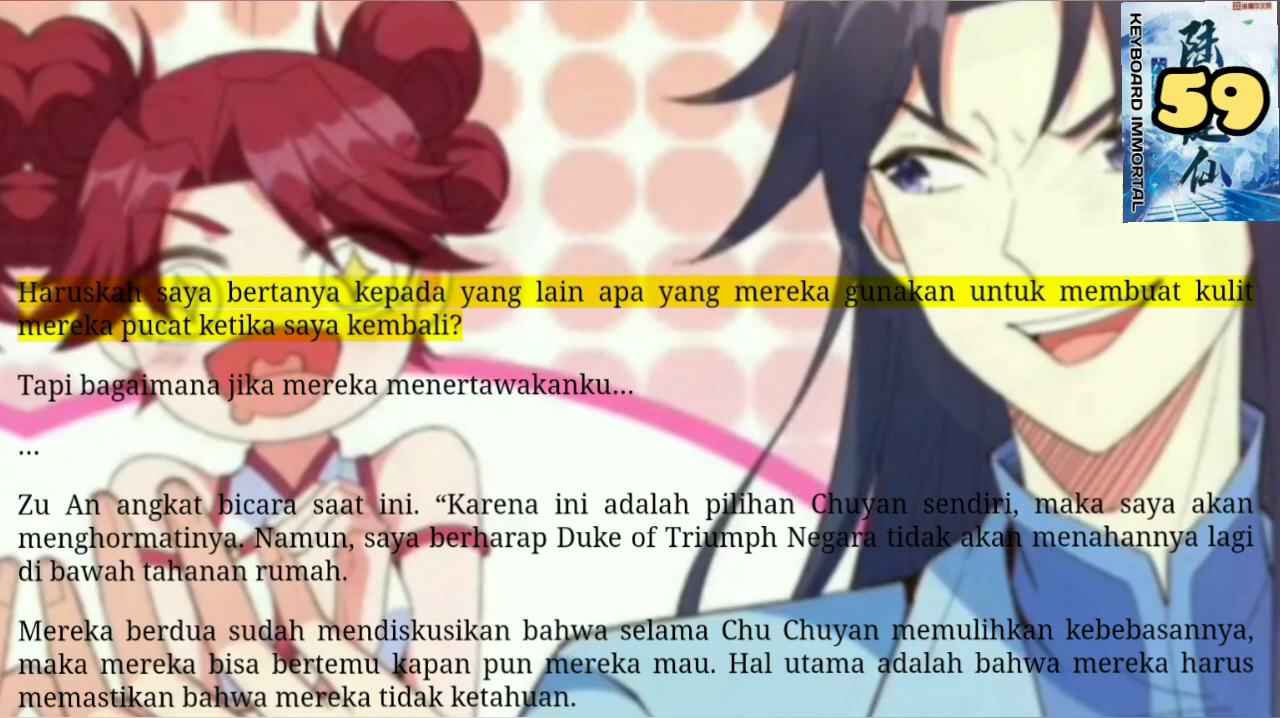 KEYBOARD IMMORTAL
59
Haruskah saya bertanya kepada yang lain apa yang mereka gunakan untuk membuat kulit
mereka pucat ketika saya kembali?
Tapi bagaimana jika mereka menertawakanku...
...
Zu An angkat bicara saat ini. “Karena ini adalah pilihan Chuyan sendiri, maka saya akan
menghormatinya. Namun, saya berharap Duke of Triumph Negara tidak akan menahannya lagi
di bawah tahanan rumah.
Mereka berdua sudah mendiskusikan bahwa selama Chu Chuyan memulihkan kebebasannya,
maka mereka bisa bertemu kapan pun mereka mau. Hal utama adalah bahwa mereka harus
memastikan bahwa mereka tidak ketahuan.